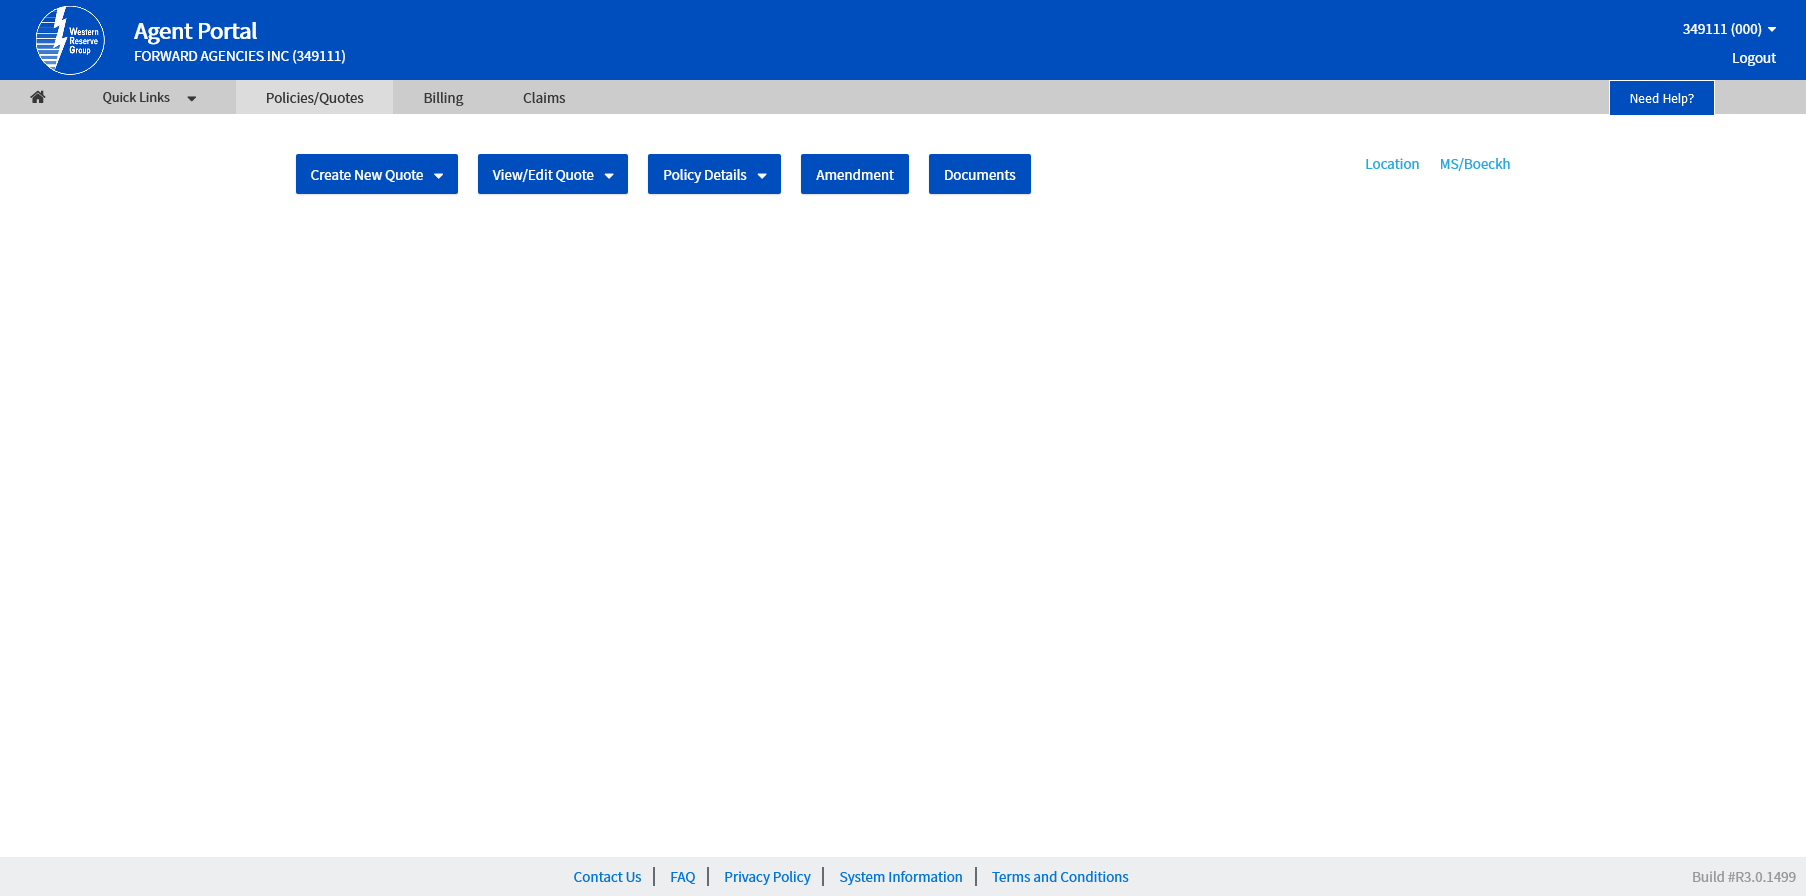 Western
Reserve
Group
Agent Portal
FORWARD AGENCIES INC (349111)
349111 (000)
Logout
Quick Links
Policies/Quotes
Billing
Claims
Need Help?
Create New Quote
View/Edit Quote
Policy Details
Amendment
Documents
Location
MS/Boeckh
Contact Us
FAQ
Privacy Policy
System Information
Terms and Conditions
Build #R3.0.1499